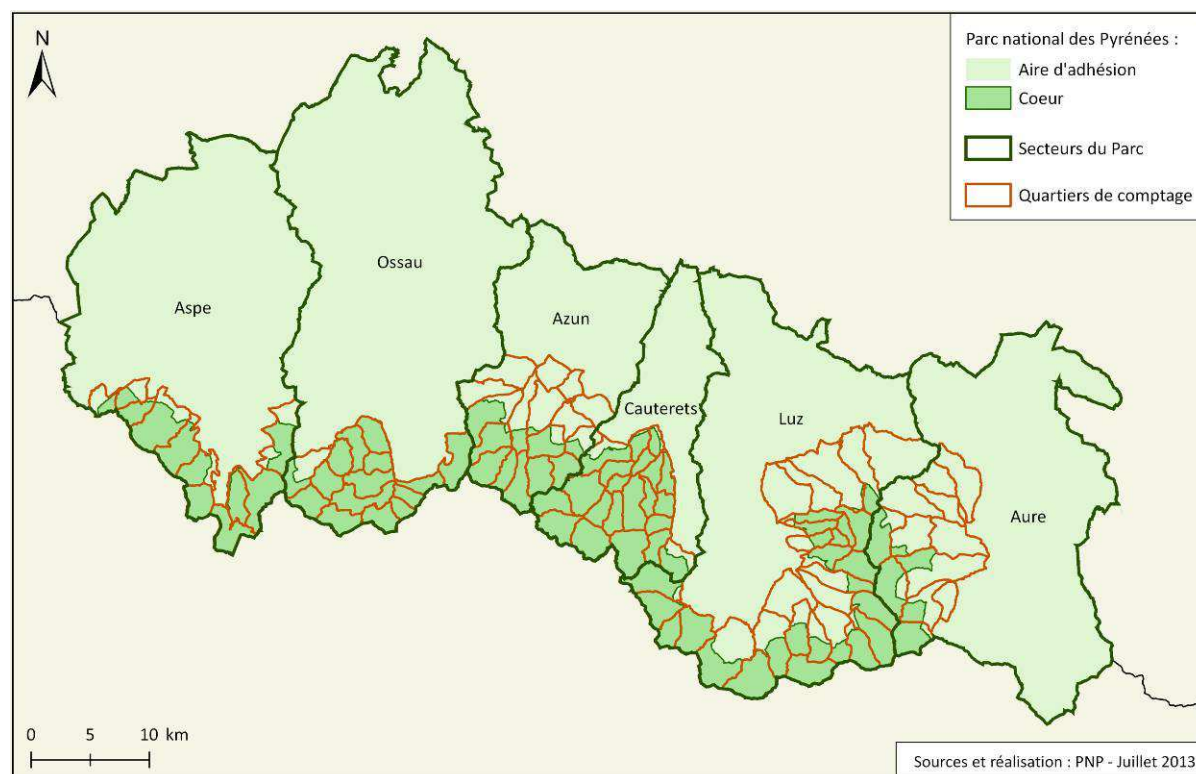 N
Parc national des Pyrénées :
Aire d'adhésion
Coeur
Secteurs du Parc
Quartiers de comptage
Ossau
Aspe
Azun
Cauterets
Luz
Aure
0 5 10 km
Sources et réalisation : PNP - Juillet 2013